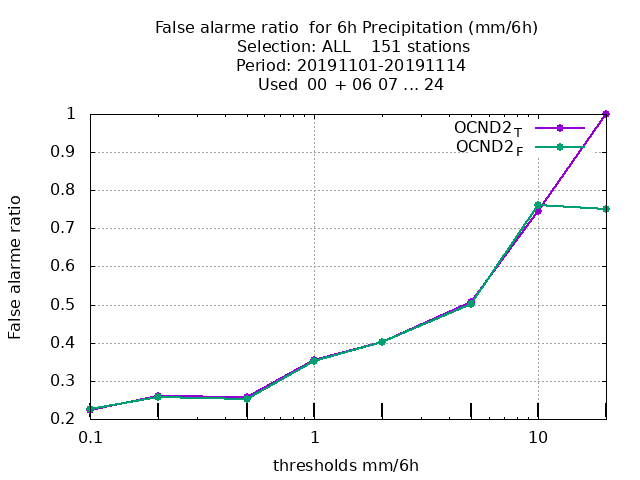 False alarme ratio  for 6h Precipitation (mm/6h)
Selection: ALL    151 stations
Period: 20191101-20191114
Used  00 + 06 07 ... 24
OCND2T
OCND2F
1
0.9
0.8
0.7
0.6
0.5
0.4
0.3
0.2
False alarme ratio
0.1
1
10
thresholds mm/6h